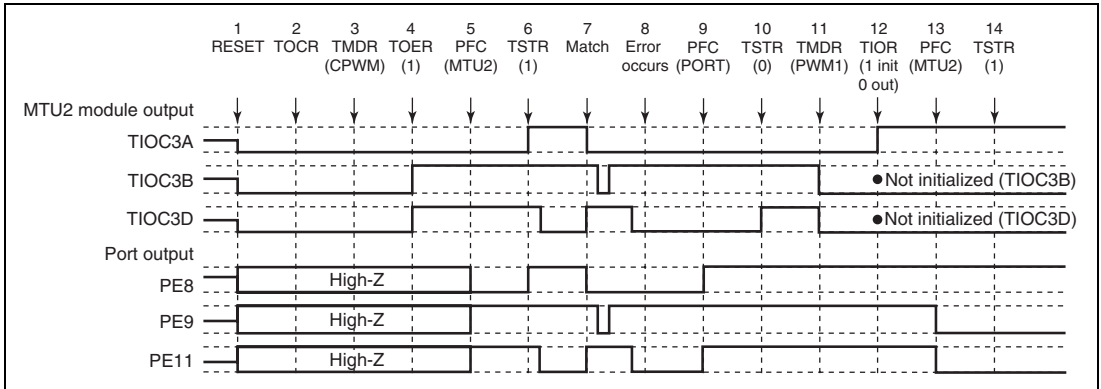 1 2 3 4 5 6 7 8 9 10 11 12 13 14
RESET TOCR TMDR TOER PFC TSTR Match Error PFC TSTR TMDR TIOR PFC TSTR
(CPWM) (1) (MTU2) (1) occurs (PORT) (0) (PWM1) (1 init (MTU2) (1)
0 out)
MTU2 module output
TIOC3A
TIOC3B ●Not initialized (TIOC3B)
TIOC3D ●Not initialized (TIOC3D)
Port output
PE8 High-Z
PE9 High-Z
PE11 High-Z